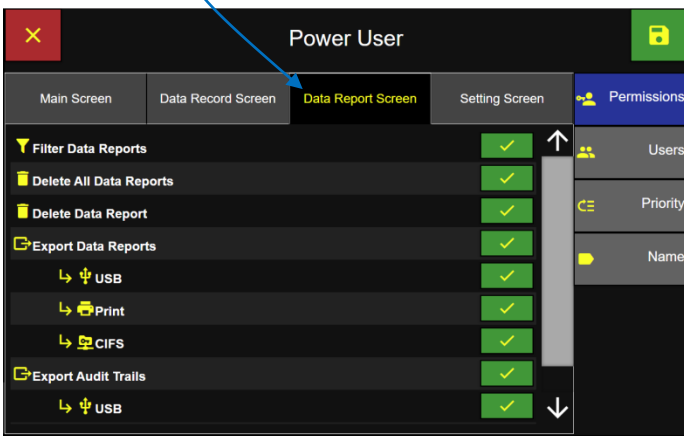 Power User
Main Screen
Data Record Screen
Data Report Screen
Setting Screen
Permissions
Users
Priority
Name
Filter Data Reports
Delete All Data Reports
Delete Data Report
Export Data Reports
USB
Print
CIFS
Export Audit Trails
USB